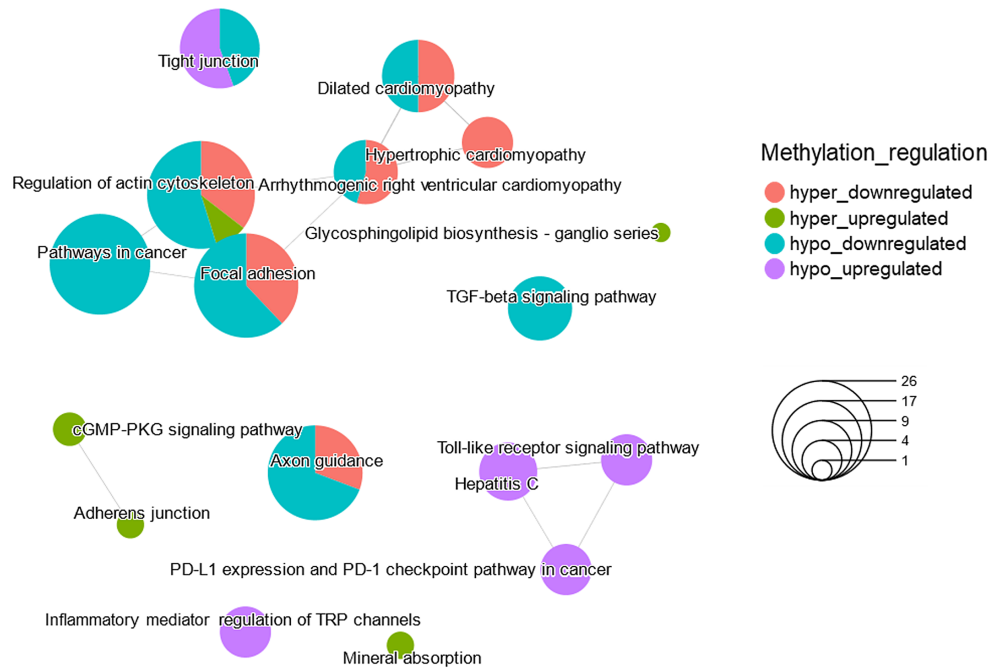 Tight junction
Dilated cardiomyopathy
Hypertrophic cardiomyopathy
Regulation of actin cytoskeleton
Arrhythmogenic right ventricular cardiomyopathy
Glycosphingolipid biosynthesis - ganglio series
Pathways in cancer
Focal adhesion
TGF-beta signaling pathway
cGMP-PKG signaling pathway
Axon guidance
Toll-like receptor signaling pathway
Hepatitis C
Adherens junction
PD-L1 expression and PD-1 checkpoint pathway in cancer
Inflammatory mediator regulation of TRP channels
Mineral absorption
Methylation_regulation
hyper_downregulated
hyper_upregulated
hypo_downregulated
hypo_upregulated
26
17
9
4
1